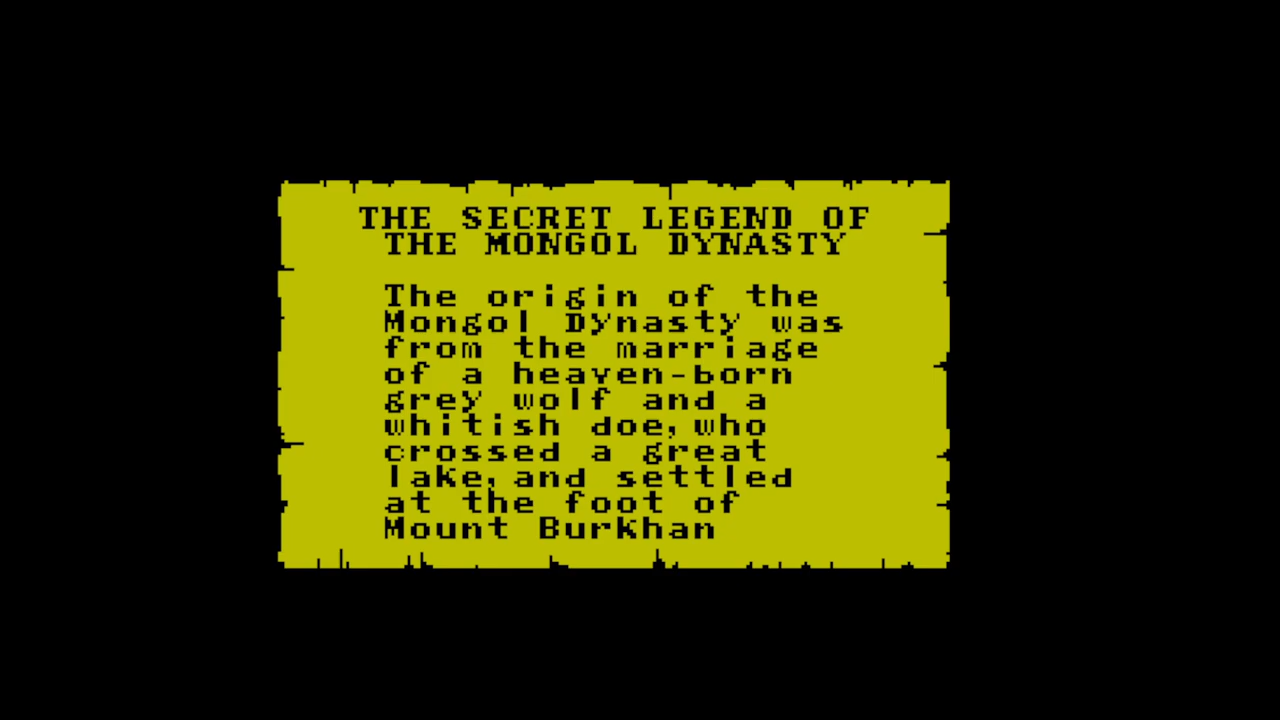 THE SECRET LEGEND OF
THE MONGOL DYNASTY
The origin of the
Mongol Dynasty was
from the marriage
of a heaven-born
grey wolf and a
whitish doe, who
crossed a great
lake, and settled
at the foot of
Mount Burkhan